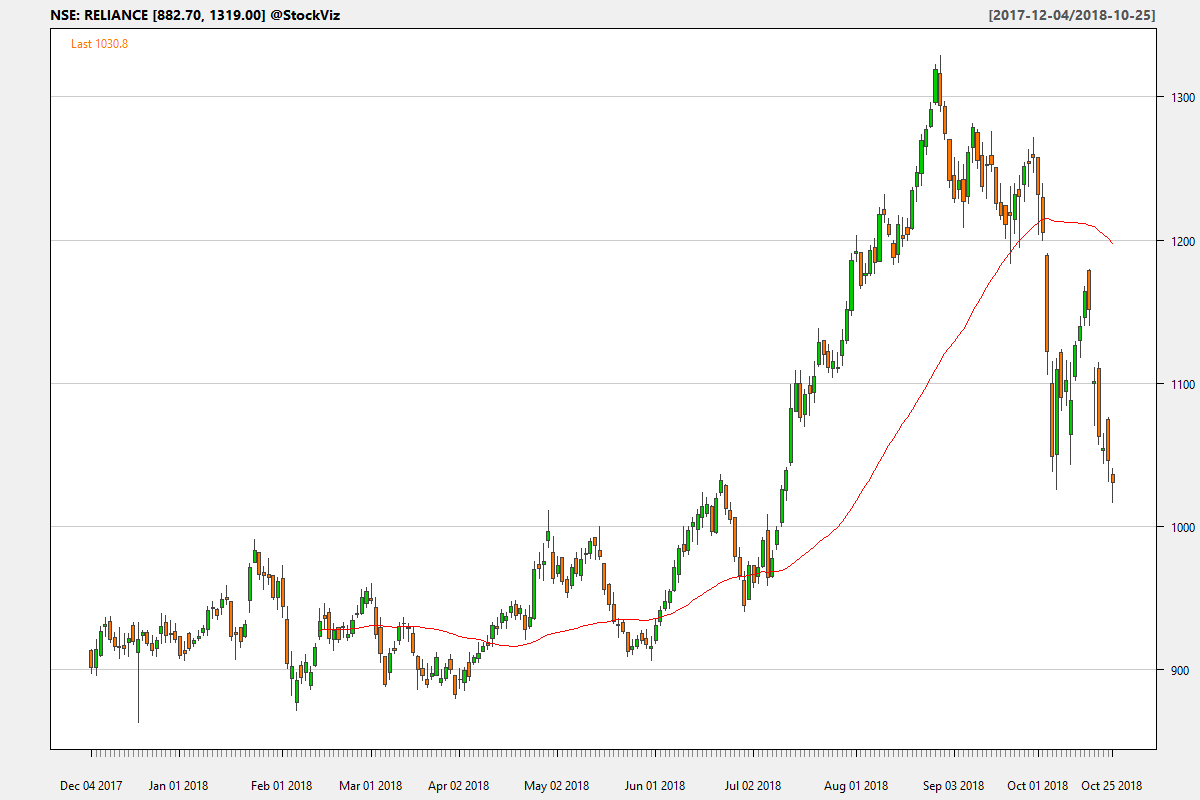 NSE: RELIANCE [882.70, 1319.00] @StockViz
[2017-12-04/2018-10-25]
Last 1030.8
1300
1200
1100
1000
900
Dec 04 2017 Jan 01 2018 Feb 01 2018 Mar 01 2018 Apr 02 2018 May 02 2018 Jun 01 2018 Jul 02 2018 Aug 01 2018 Sep 03 2018 Oct 01 2018 Oct 25 2018